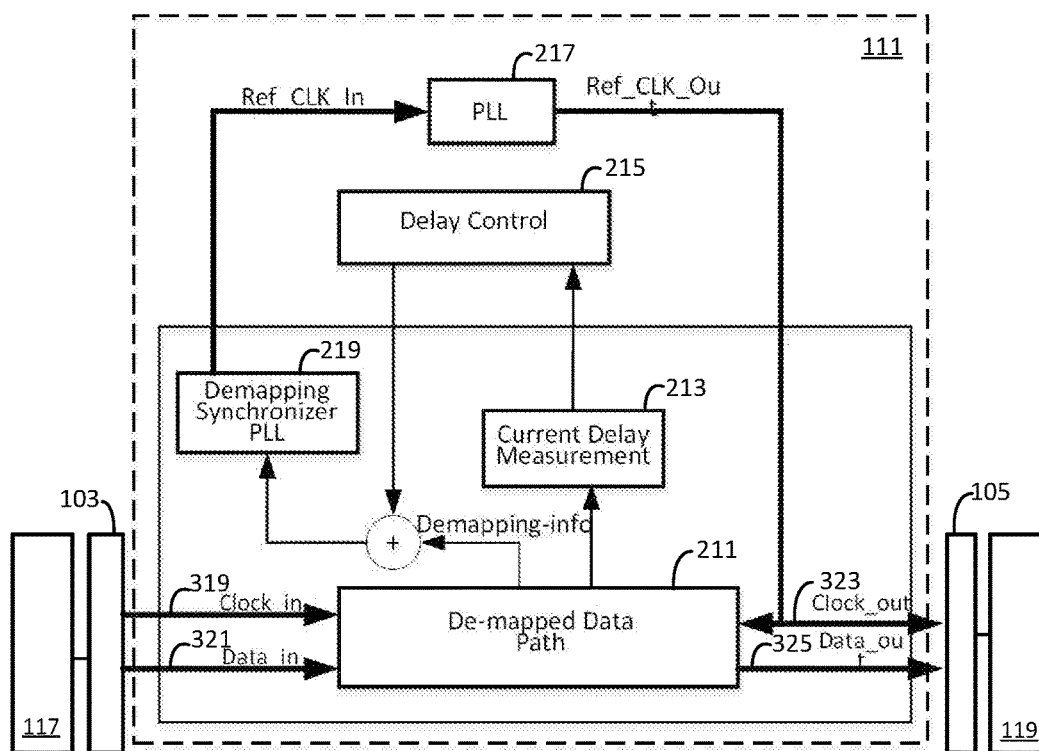 111
217
Ref_CLK_In
PLL
Ref_CLK_Ou
t
215
Delay Control
219
Demapping
Synchronizer
PLL
213
Current Delay
Measurement
103
105
Demapping-info
+
211
319
Clock_in
De-mapped Data
Path
323
Clock_out
321
Data_in
325
Data_ou
t
117
119